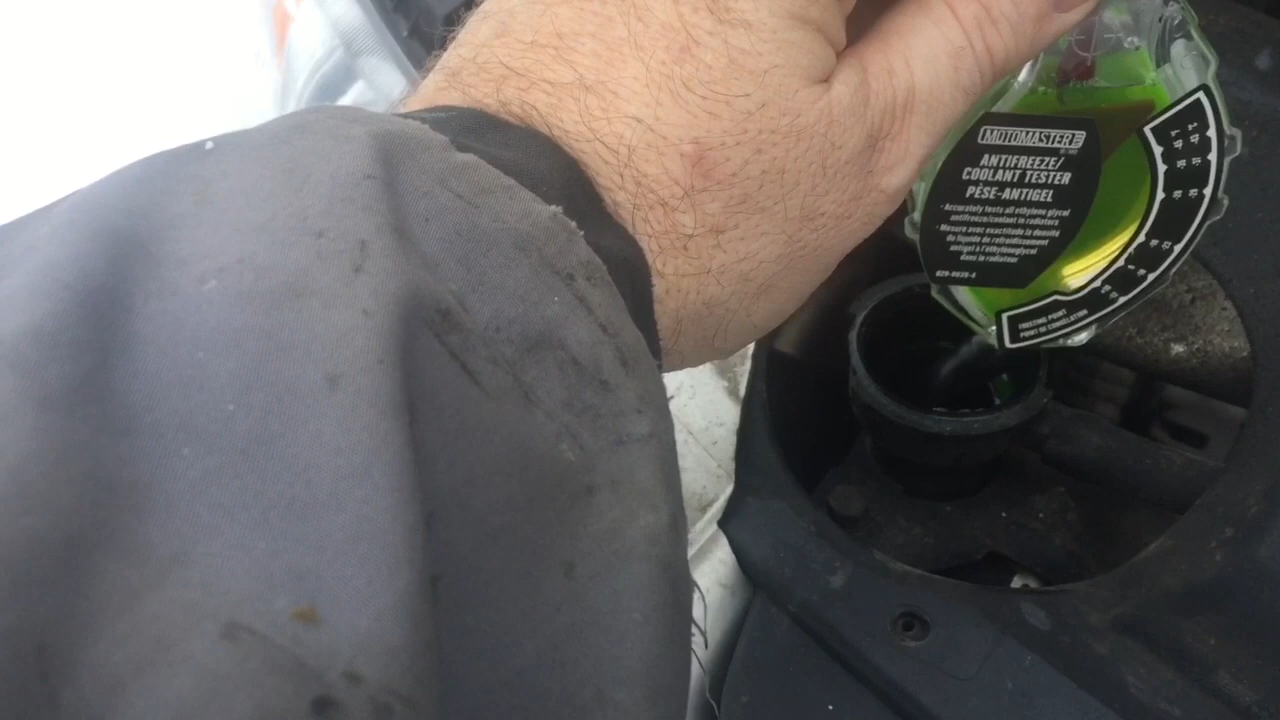 MOTOMASTER
ANTIFREEZE/
COOLANT TESTER
PÈSE-ANTIGEL
· Accurately tests all ethylene glycol
antifreeze/coolant in radiators
· Mesure avec exactitude la densité
du liquide de refroidissement
antigel à l'éthylèneglycol
dans le radiateur
029-0039-4
FREEZING POINT
POINT DE CONGÉLATION